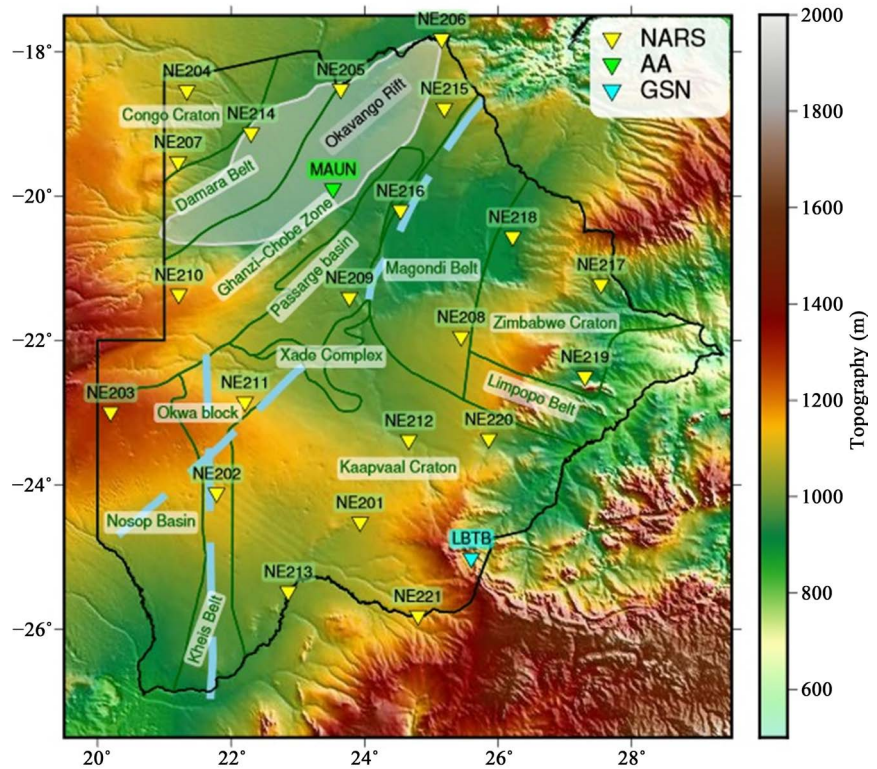 NE206
2000
−18°
NARS
AA
GSN
NE204
NE205
NE215
Okavango Rift
Congo Craton
NE214
1800
NE207
Damara Belt
MAUN
−20°
NE216
1600
NE218
Ghanzi–Chobe Zone
Passarge basin
NE210
NE209
Magondi Belt
NE217
1400
NE208
Zimbabwe Craton
−22°
Xade Complex
NE219
Topography (m)
NE203
NE211
Okwa block
Limpopo Belt
1200
NE212
NE220
Kaapvaal Craton
−24°
NE202
1000
Nosop Basin
NE201
LBTB
NE213
NE221
800
−26°
Kheis Belt
600
20°
22°
24°
26°
28°